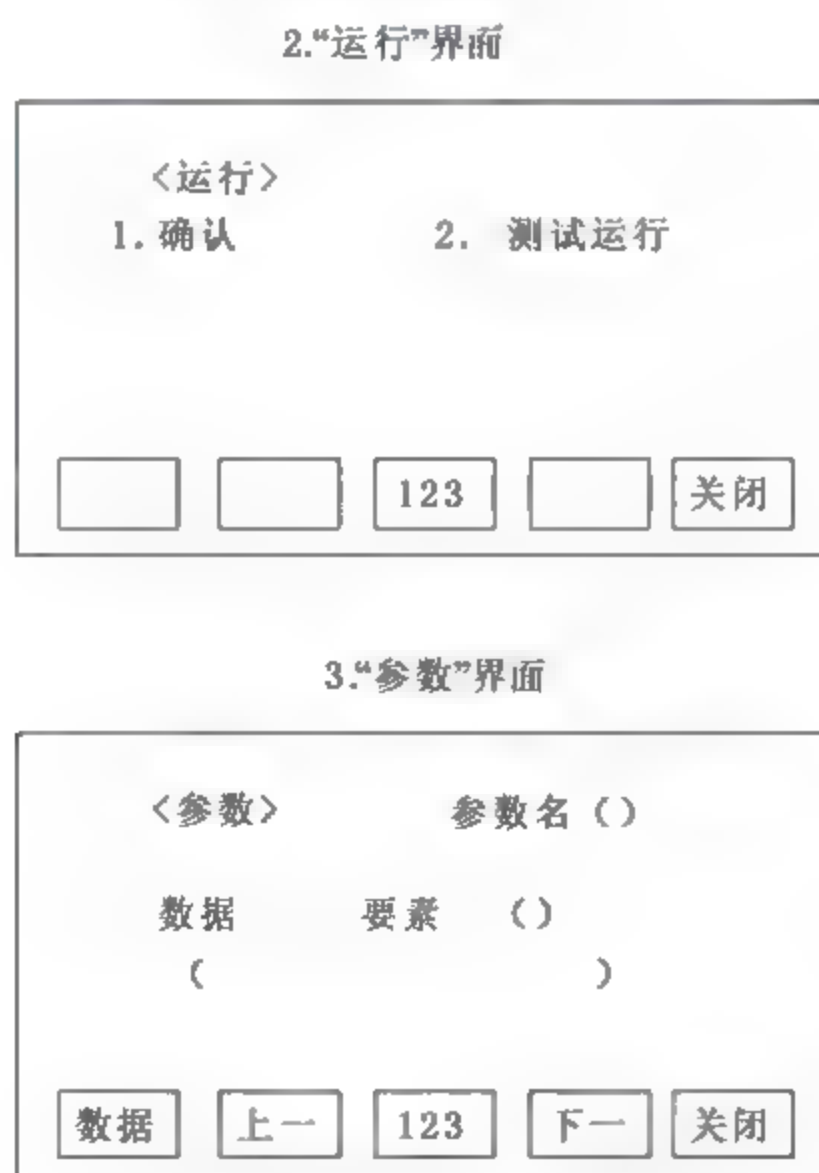 2.“运行”界面
<运行>
1. 确认 2. 测试运行
123 关闭
3.“参数”界面
<参数> 参数名 ()
数据 要素 ()
( )
数据 上一 123 下一 关闭